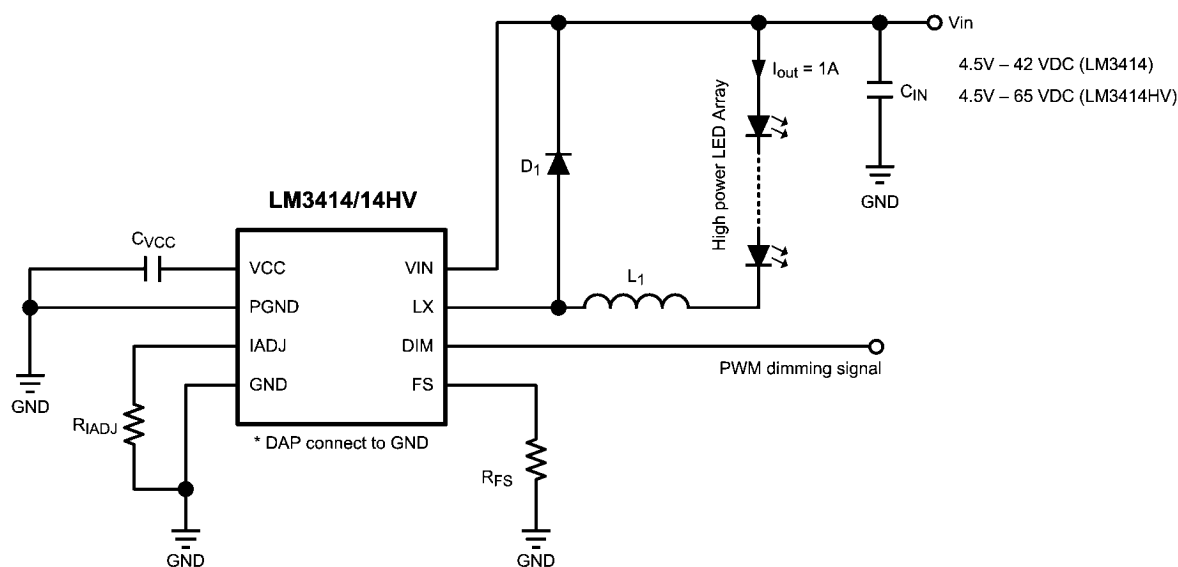 Vin
4.5V – 42 VDC (LM3414)
4.5V – 65 VDC (LM3414HV)
Iout = 1A
CIN
GND
High power LED Array
D1
L1
LM3414/14HV
CVCC
VCC
PGND
IADJ
GND
VIN
LX
DIM
FS
* DAP connect to GND
PWM dimming signal
GND
RIADJ
GND
RFS
GND